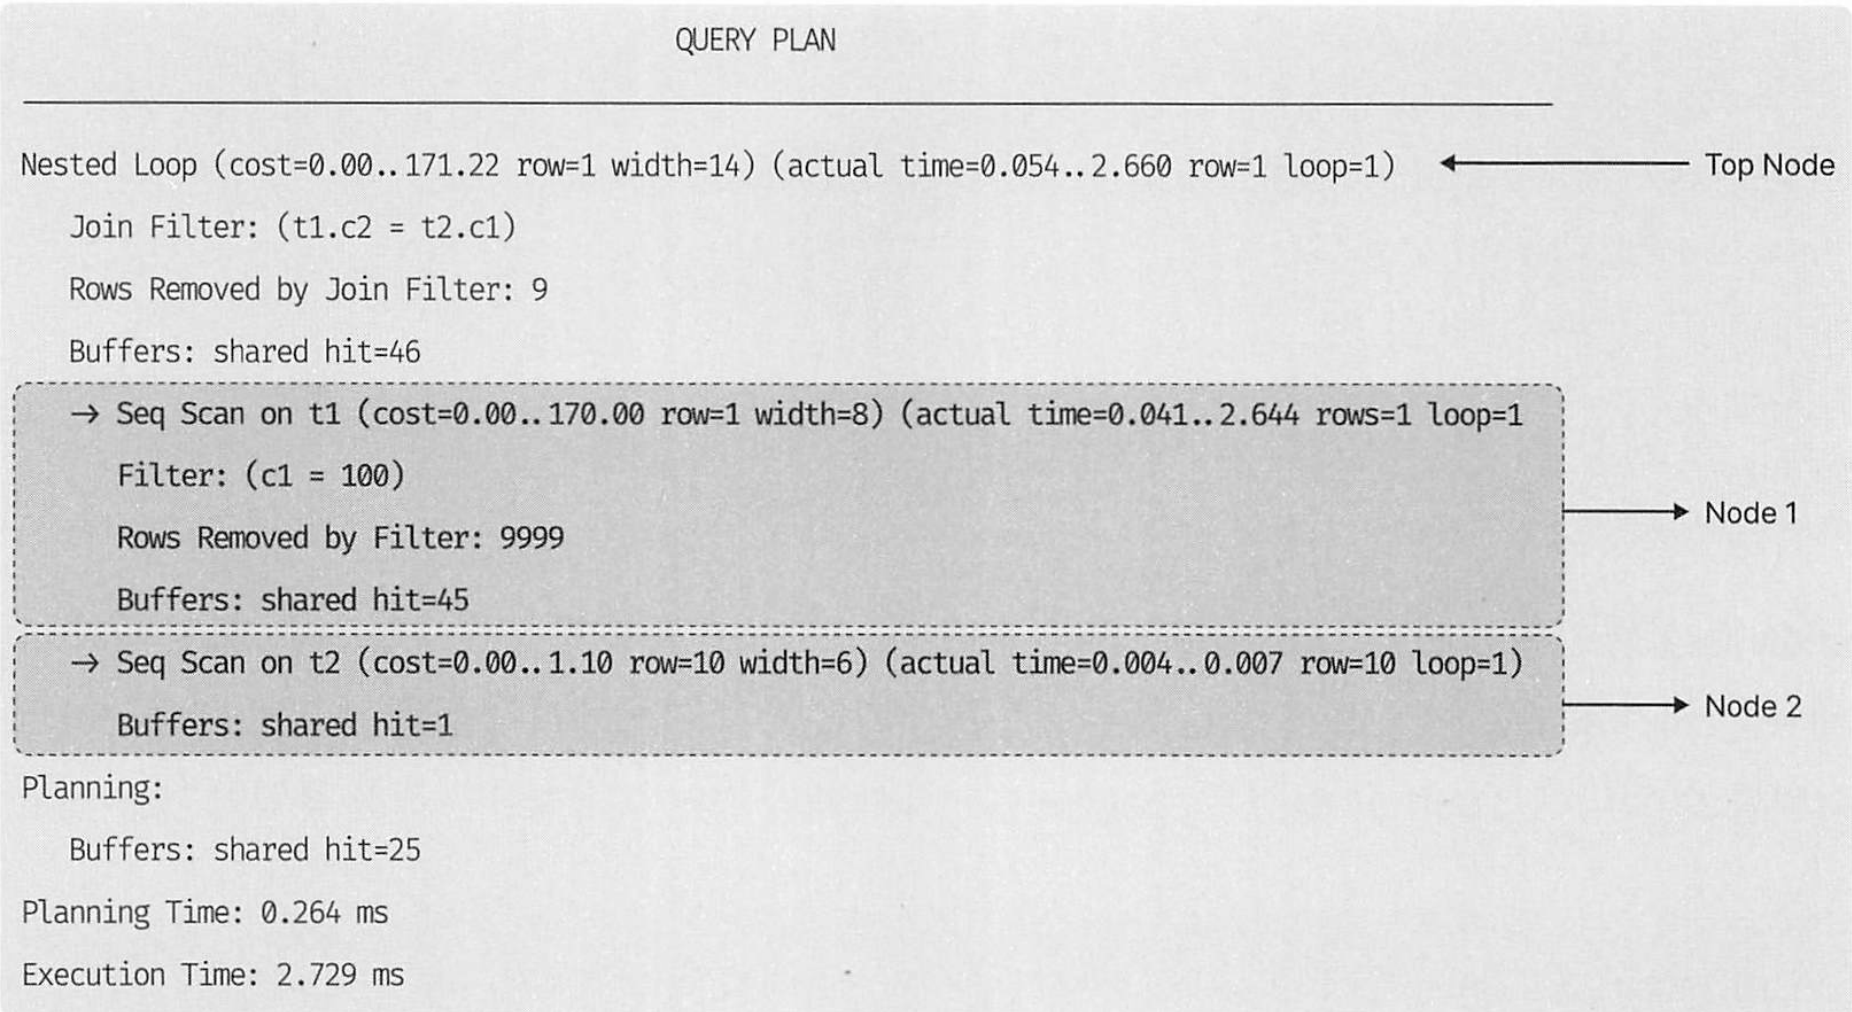 QUERY PLAN
Nested Loop (cost=0.00..171.22 row=1 width=14) (actual time=0.054..2.660 row=1 loop=1)
Top Node
Join Filter: (t1.c2 = t2.c1)
Rows Removed by Join Filter: 9
Buffers: shared hit=46
→ Seq Scan on t1 (cost=0.00..170.00 row=1 width=8) (actual time=0.041..2.644 rows=1 loop=1
Filter: (c1 = 100)
Node 1
Rows Removed by Filter: 9999
Buffers: shared hit=45
→ Seq Scan on t2 (cost=0.00..1.10 row=10 width=6) (actual time=0.004..0.007 row=10 loop=1)
Node 2
Buffers: shared hit=1
Planning:
Buffers: shared hit=25
Planning Time: 0.264 ms
Execution Time: 2.729 ms